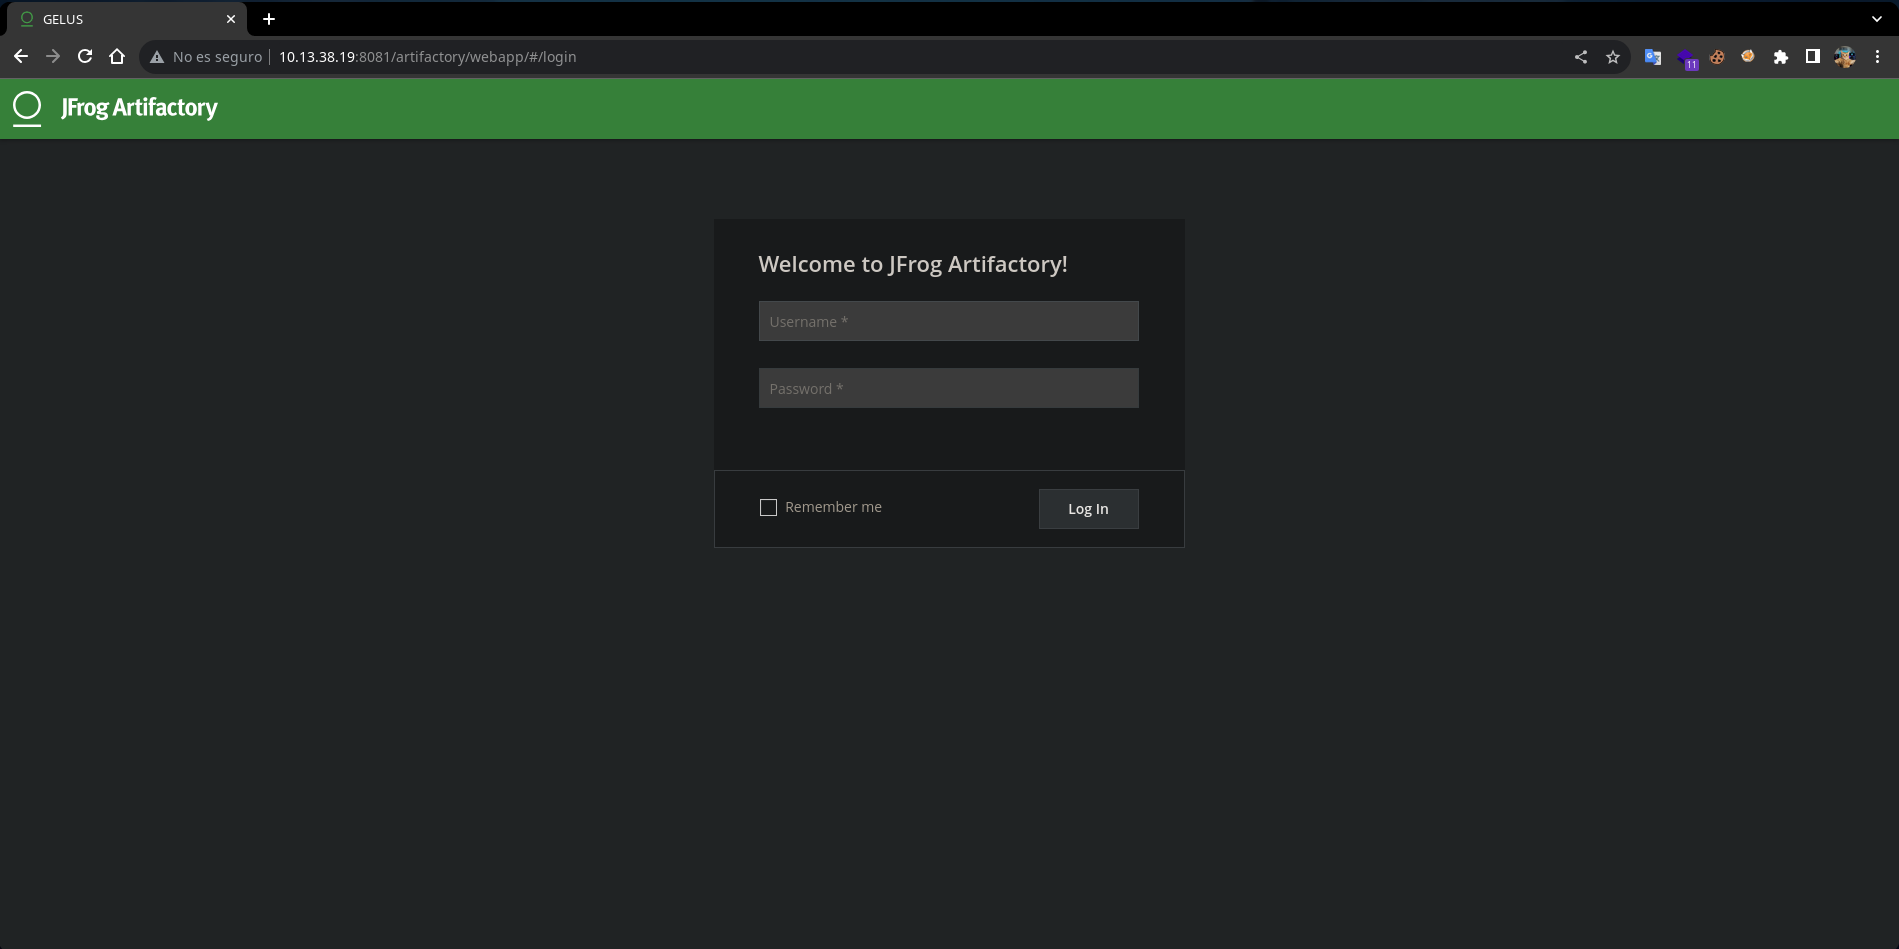 GELUS
No es seguro 10.13.38.19:8081/artifactory/webapp/#/login
11
JFrog Artifactory
Welcome to JFrog Artifactory!
Username *
Password *
Remember me
Log In